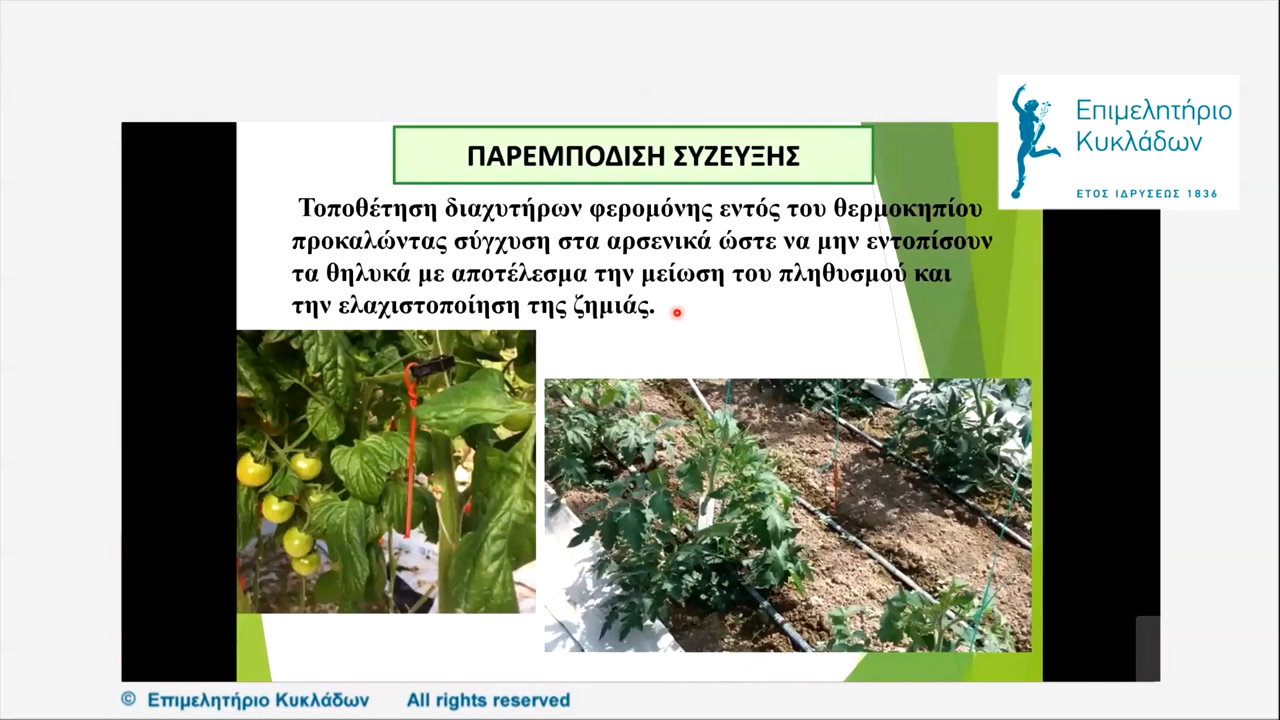 Επιμελητήριο
Κυκλάδων
ΕΤΟΣ ΙΔΡΥΣΕΩΣ 1836
ΠΑΡΕΜΠΟΔΙΣΗ ΣΥΖΕΥΞΗΣ
Τοποθέτηση διαχυτήρων φερομόνης εντός του θερμοκηπίου
προκαλώντας σύγχυση στα αρσενικά ώστε να μην εντοπίσουν
τα θηλυκά με αποτέλεσμα την μείωση του πληθυσμού και
την ελαχιστοποίηση της ζημιάς.
© Επιμελητήριο Κυκλάδων All rights reserved